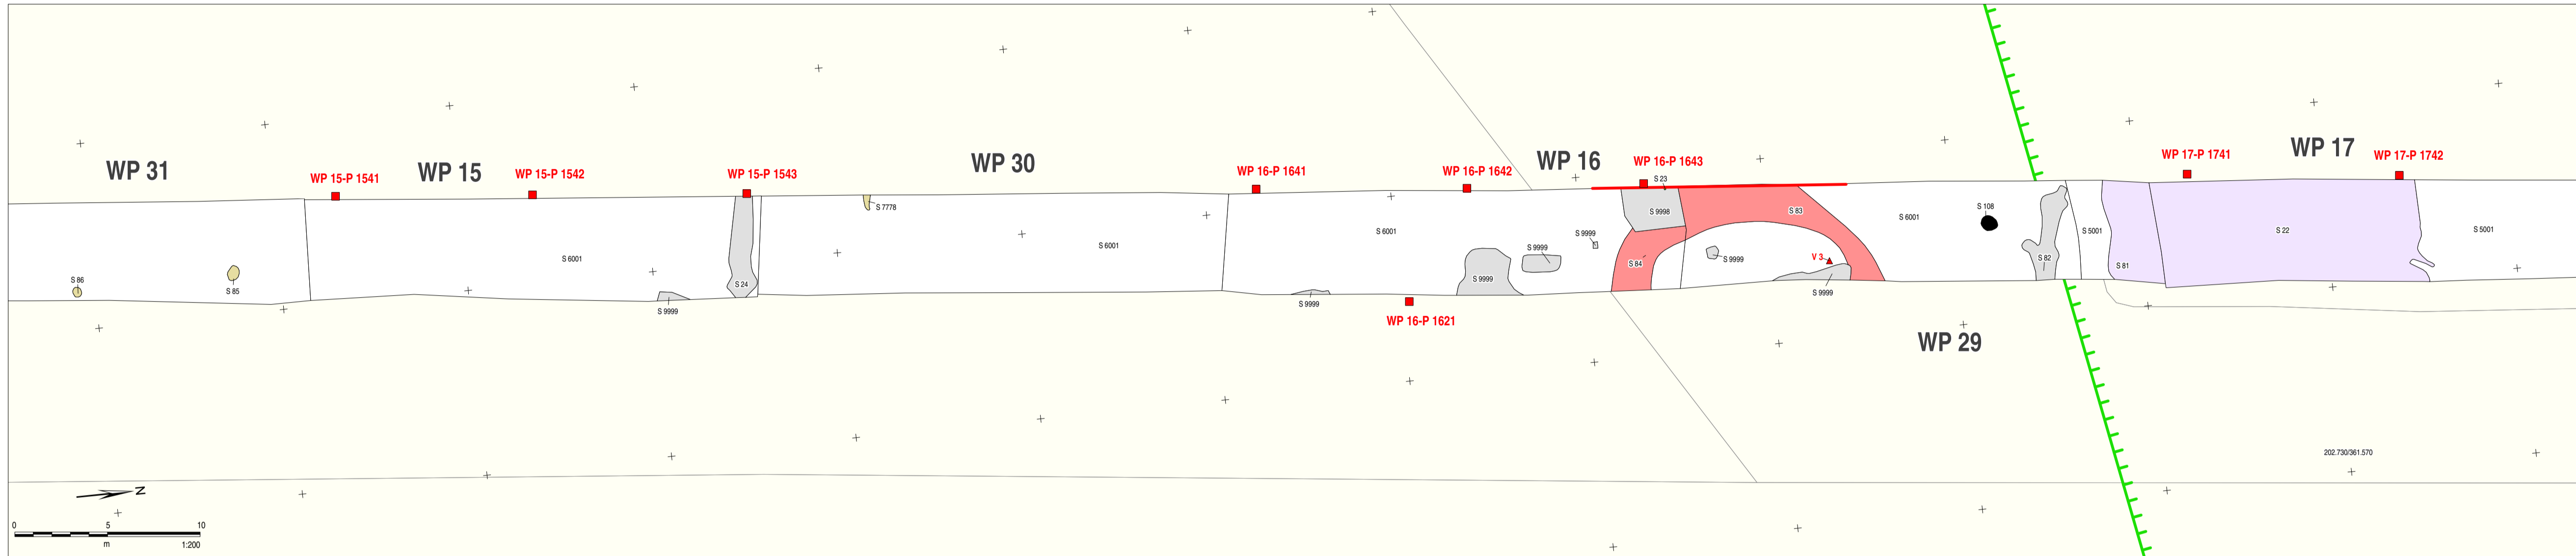 WP 31
WP 15-P 1541
WP 15
WP 15-P 1542
WP 15-P 1543
WP 30
WP 16-P 1641
WP 16-P 1642
WP 16
WP 16-P 1643
WP 17-P 1741
WP 17
WP 17-P 1742
S 86
S 85
S 6001
S 9999
S 24
S 7778
S 6001
S 6001
S 9999
WP 16-P 1621
S 9999
S 9999
S 9999
S 23
S 9998
S 84
S 83
S 9999
V 3
S 9999
S 6001
S 108
S 82
S 5001
S 81
S 22
S 5001
WP 29
202.730/361.570
N
0 5 10
m 1:200